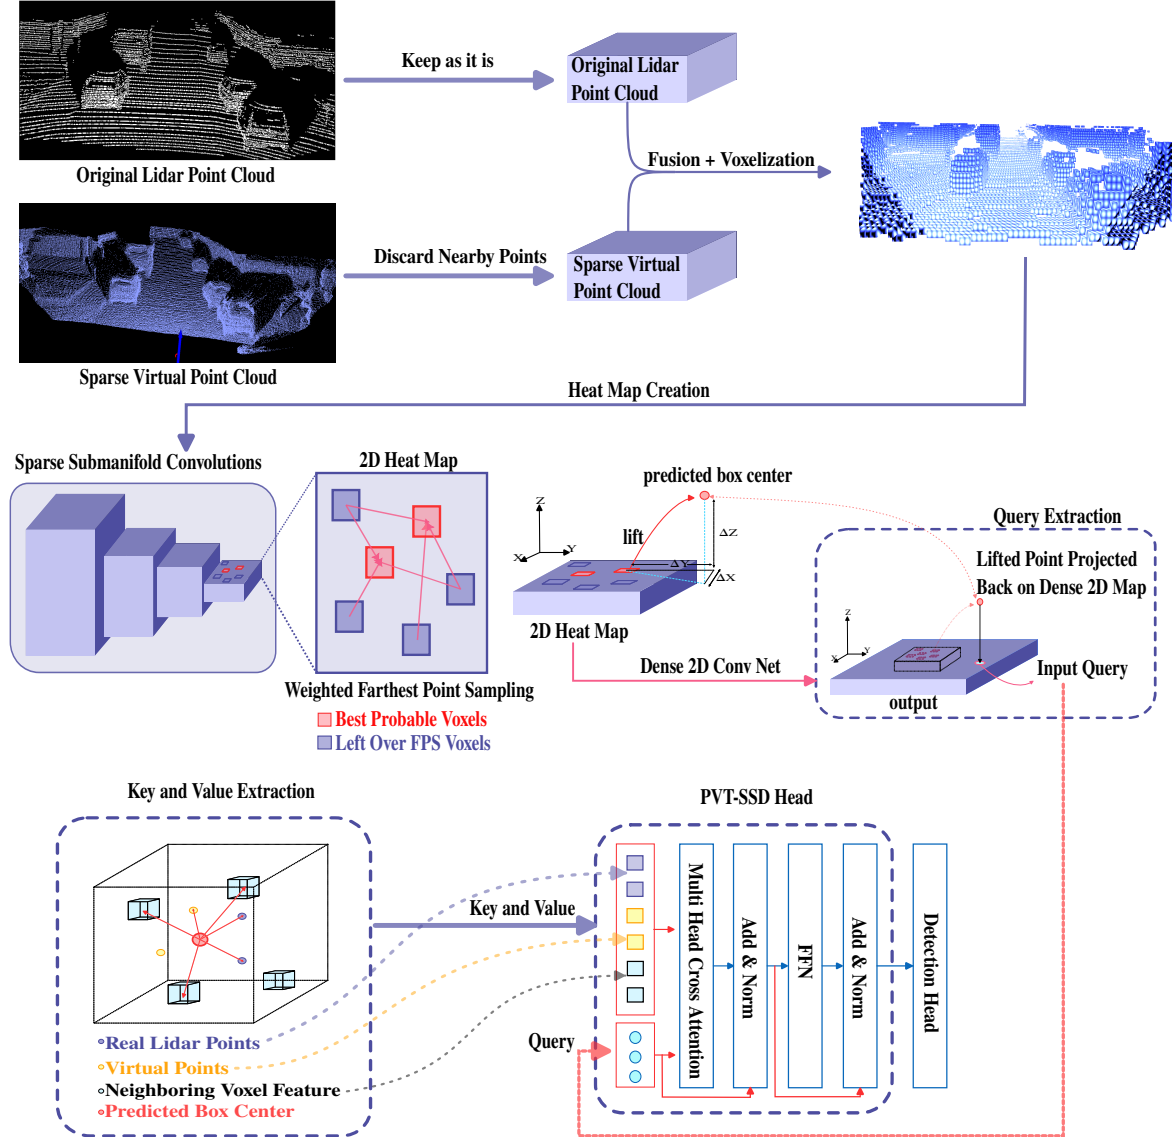 Keep as it is
Original Lidar
Point Cloud
Original Lidar Point Cloud
Fusion + Voxelization
Discard Nearby Points
Sparse Virtual
Point Cloud
Sparse Virtual Point Cloud
Heat Map Creation
Sparse Submanifold Convolutions
2D Heat Map
Weighted Farthest Point Sampling
Best Probable Voxels
Left Over FPS Voxels
predicted box center
lift
Z
X
Y
ΔZ
ΔY
ΔX
2D Heat Map
Dense 2D Conv Net
Query Extraction
Lifted Point Projected
Back on Dense 2D Map
Z
X
Y
Input Query
output
Key and Value Extraction
Real Lidar Points
Virtual Points
Neighboring Voxel Feature
Predicted Box Center
Key and Value
Query
PVT-SSD Head
Multi Head Cross Attention
Add & Norm
FFN
Add & Norm
Detection Head